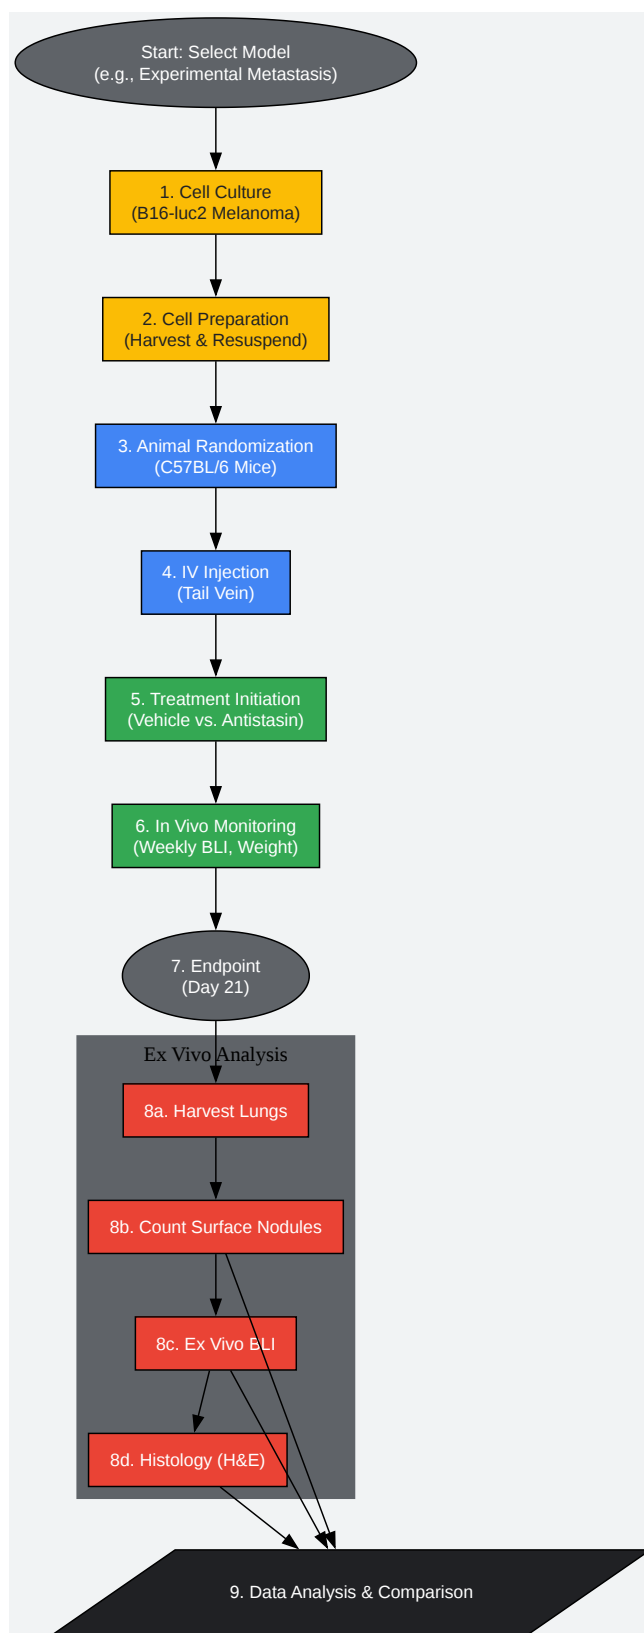 Start: Select Model
(e.g., Experimental Metastasis)
1. Cell Culture
(B16-luc2 Melanoma)
2. Cell Preparation
(Harvest & Resuspend)
3. Animal Randomization
(C57BL/6 Mice)
4. IV Injection
(Tail Vein)
5. Treatment Initiation
(Vehicle vs. Antistasin)
6. In Vivo Monitoring
(Weekly BLI, Weight)
7. Endpoint
(Day 21)
Ex Vivo Analysis
8a. Harvest Lungs
8b. Count Surface Nodules
8c. Ex Vivo BLI
8d. Histology (H&E)
9. Data Analysis & Comparison